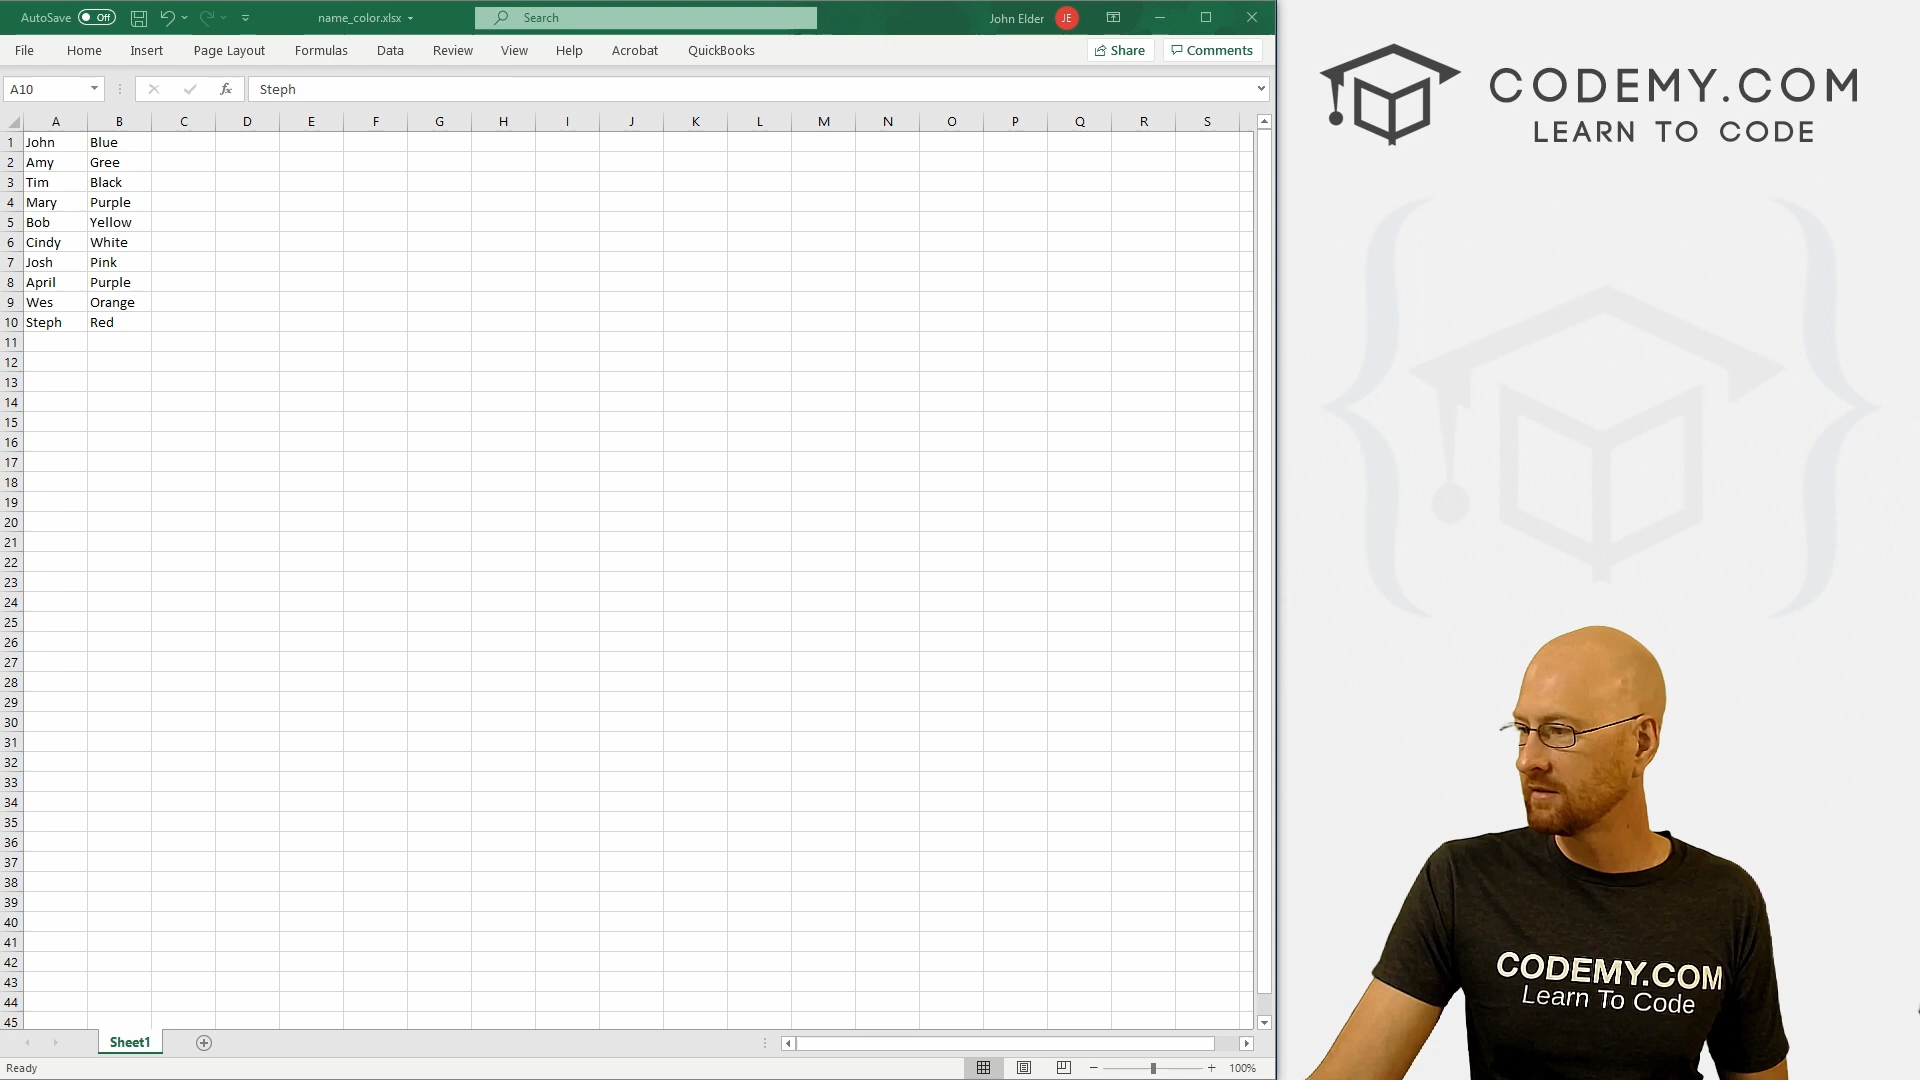 AutoSave Off name_color.xlsx Search John Elder JE
File Home Insert Page Layout Formulas Data Review View Help Acrobat QuickBooks Share Comments
A10 fx Steph
A B C D E F G H I J K L M N O P Q R S
1 John Blue
2 Amy Gree
3 Tim Black
4 Mary Purple
5 Bob Yellow
6 Cindy White
7 Josh Pink
8 April Purple
9 Wes Orange
10 Steph Red
11
12
13
14
15
16
17
18
19
20
21
22
23
24
25
26
27
28
29
30
31
32
33
34
35
36
37
38
39
40
41
42
43
44
45
Sheet1
Ready 100%
CODEMY.COM
LEARN TO CODE
CODEMY.COM
Learn To Code